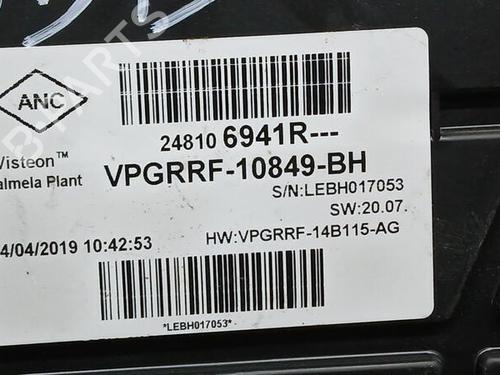 ANC
24810 6941R---
Visteon™
almela Plant
VPGRRF-10849-BH
S/N:LEBH017053
SW:20.07.
4/04/2019 10:42:53
HW:VPGRRF-14B115-AG
*LEBH017053*